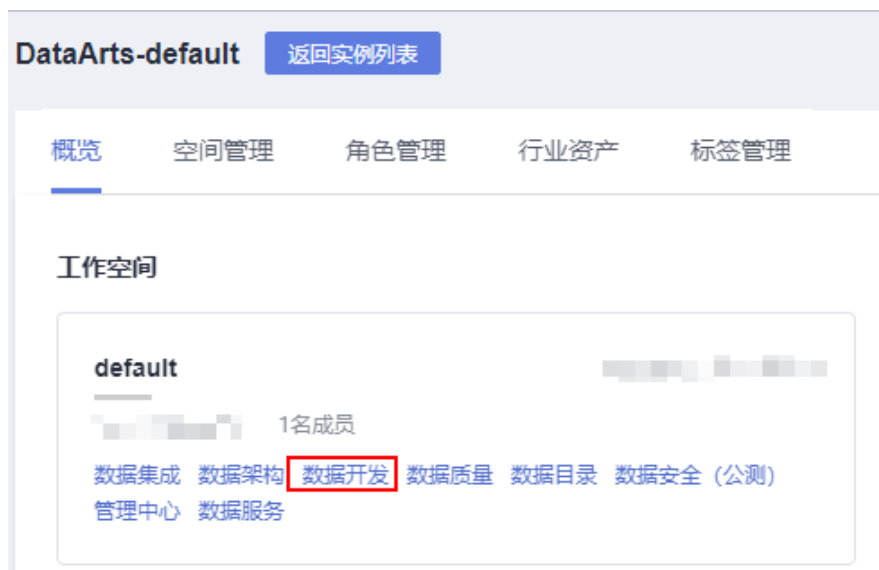 DataArts-default 返回实例列表
概览 空间管理 角色管理 行业资产 标签管理
工作空间
default
1名成员
数据集成 数据架构 数据开发 数据质量 数据目录 数据安全 (公测)
管理中心 数据服务